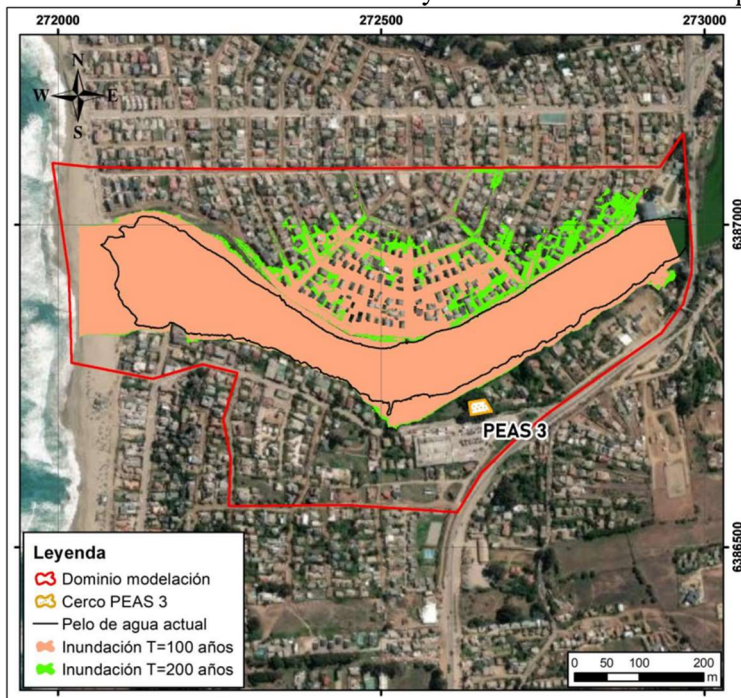 272000
272500
273000
N
W E
S
6387000
PEAS 3
6386500
Leyenda
Dominio modelación
Cerco PEAS 3
Pelo de agua actual
Inundación T=100 años
Inundación T=200 años
0 50 100 200
m